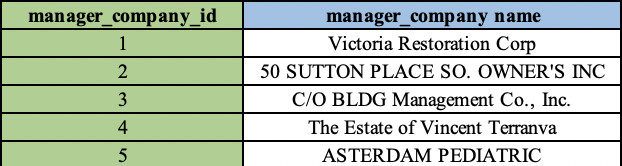 manager_company_id manager_company name
1 Victoria Restoration Corp
2 50 SUTTON PLACE SO. OWNER'S INC
3 C/O BLDG Management Co., Inc.
4 The Estate of Vincent Terranva
5 ASTERDAM PEDIATRIC